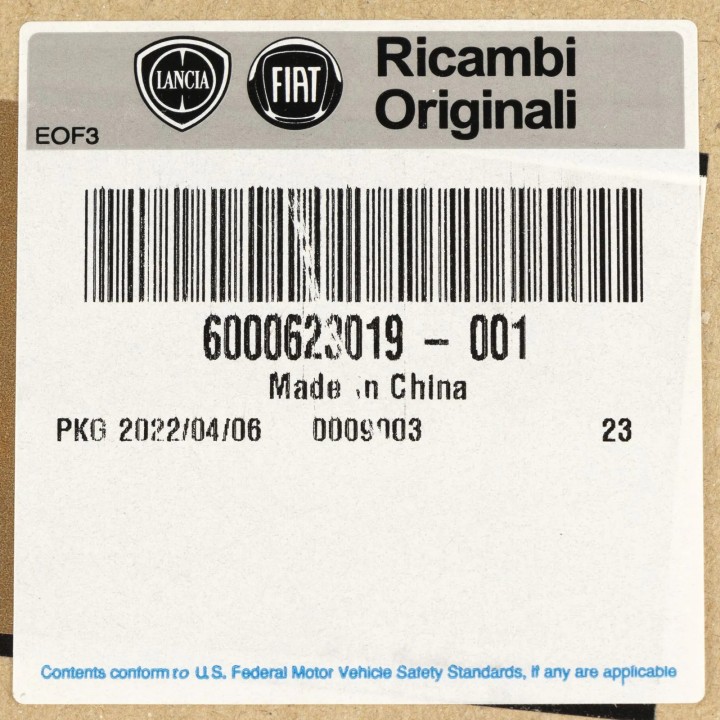 LANCIA
FIAT
Ricambi
Originali
EOF3
6000623019 - 001
Made in China
PKG 2022/04/06 0009003 23
Contents conform to U.S. Federal Motor Vehicle Safety Standards, If any are applicable